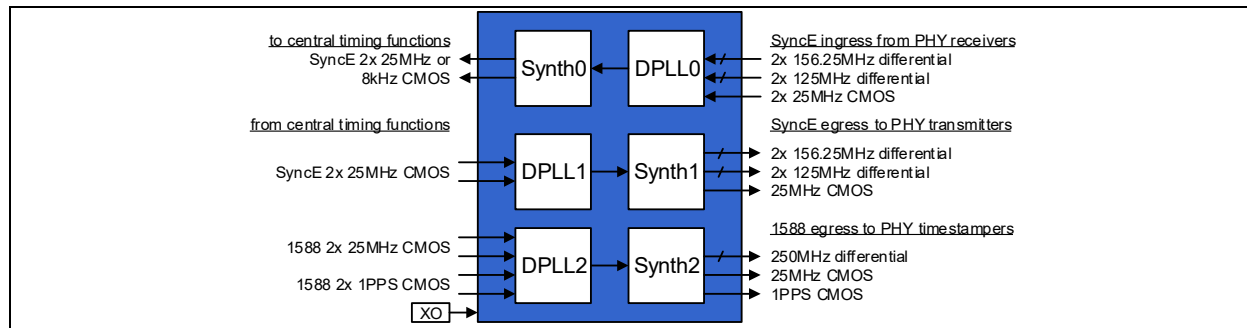 to central timing functions
SyncE 2x 25MHz or
8kHz CMOS
Synth0
DPLL0
SyncE ingress from PHY receivers
2x 156.25MHz differential
2x 125MHz differential
2x 25MHz CMOS
from central timing functions
SyncE 2x 25MHz CMOS
DPLL1
Synth1
SyncE egress to PHY transmitters
2x 156.25MHz differential
2x 125MHz differential
25MHz CMOS
1588 2x 25MHz CMOS
1588 2x 1PPS CMOS
DPLL2
Synth2
1588 egress to PHY timestampers
250MHz differential
25MHz CMOS
1PPS CMOS
XO